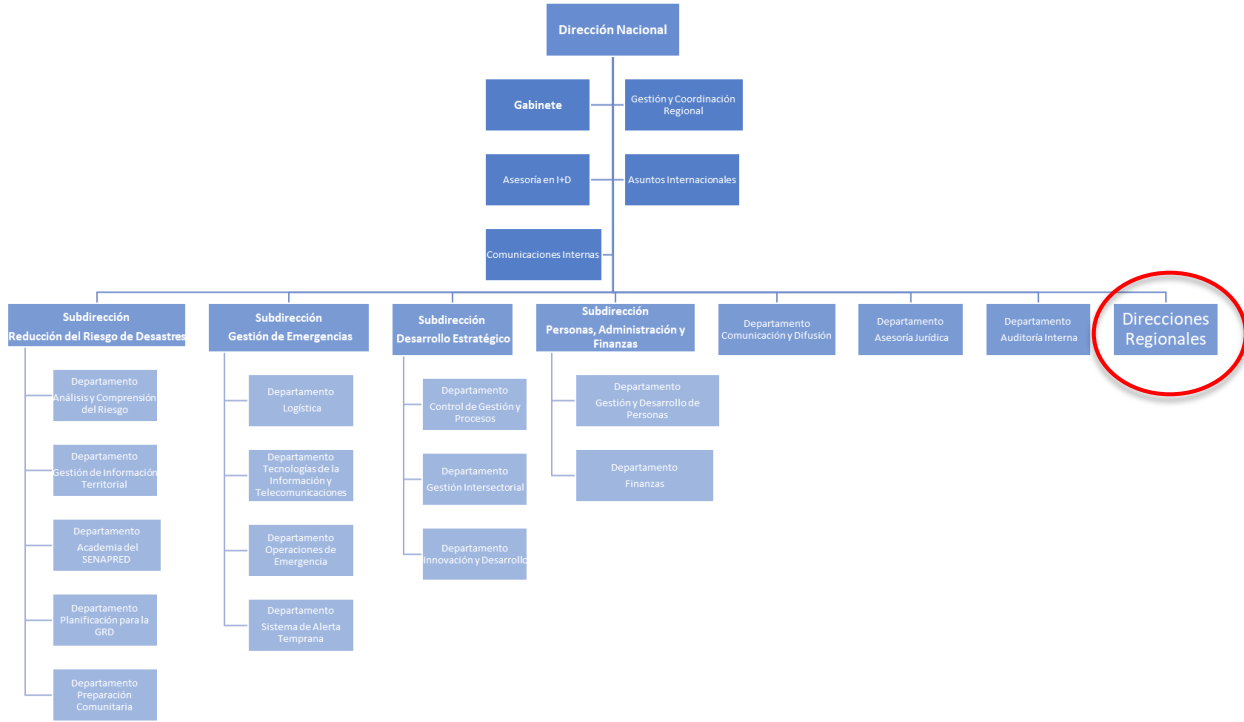 Dirección Nacional
Gabinete
Gestión y Coordinación
Regional
Asesoría en I+D
Asuntos Internacionales
Comunicaciones Internas
Subdirección
Reducción del Riesgo de Desastres
Subdirección
Gestión de Emergencias
Subdirección
Desarrollo Estratégico
Subdirección
Personas, Administración y
Finanzas
Departamento
Comunicación y Difusión
Departamento
Asesoría Jurídica
Departamento
Auditoría Interna
Direcciones
Regionales
Departamento
Análisis y Comprensión
del Riesgo
Departamento
Gestión de Información
Territorial
Departamento
Academia del
SENAPRED
Departamento
Planificación para la
GRD
Departamento
Preparación
Comunitaria
Departamento
Logística
Departamento
Tecnologías de la
Información y
Telecomunicaciones
Departamento
Operaciones de
Emergencia
Departamento
Sistema de Alerta
Temprana
Departamento
Control de Gestión y
Procesos
Departamento
Gestión Intersectorial
Departamento
Innovación y Desarrollo
Departamento
Gestión y Desarrollo de
Personas
Departamento
Finanzas